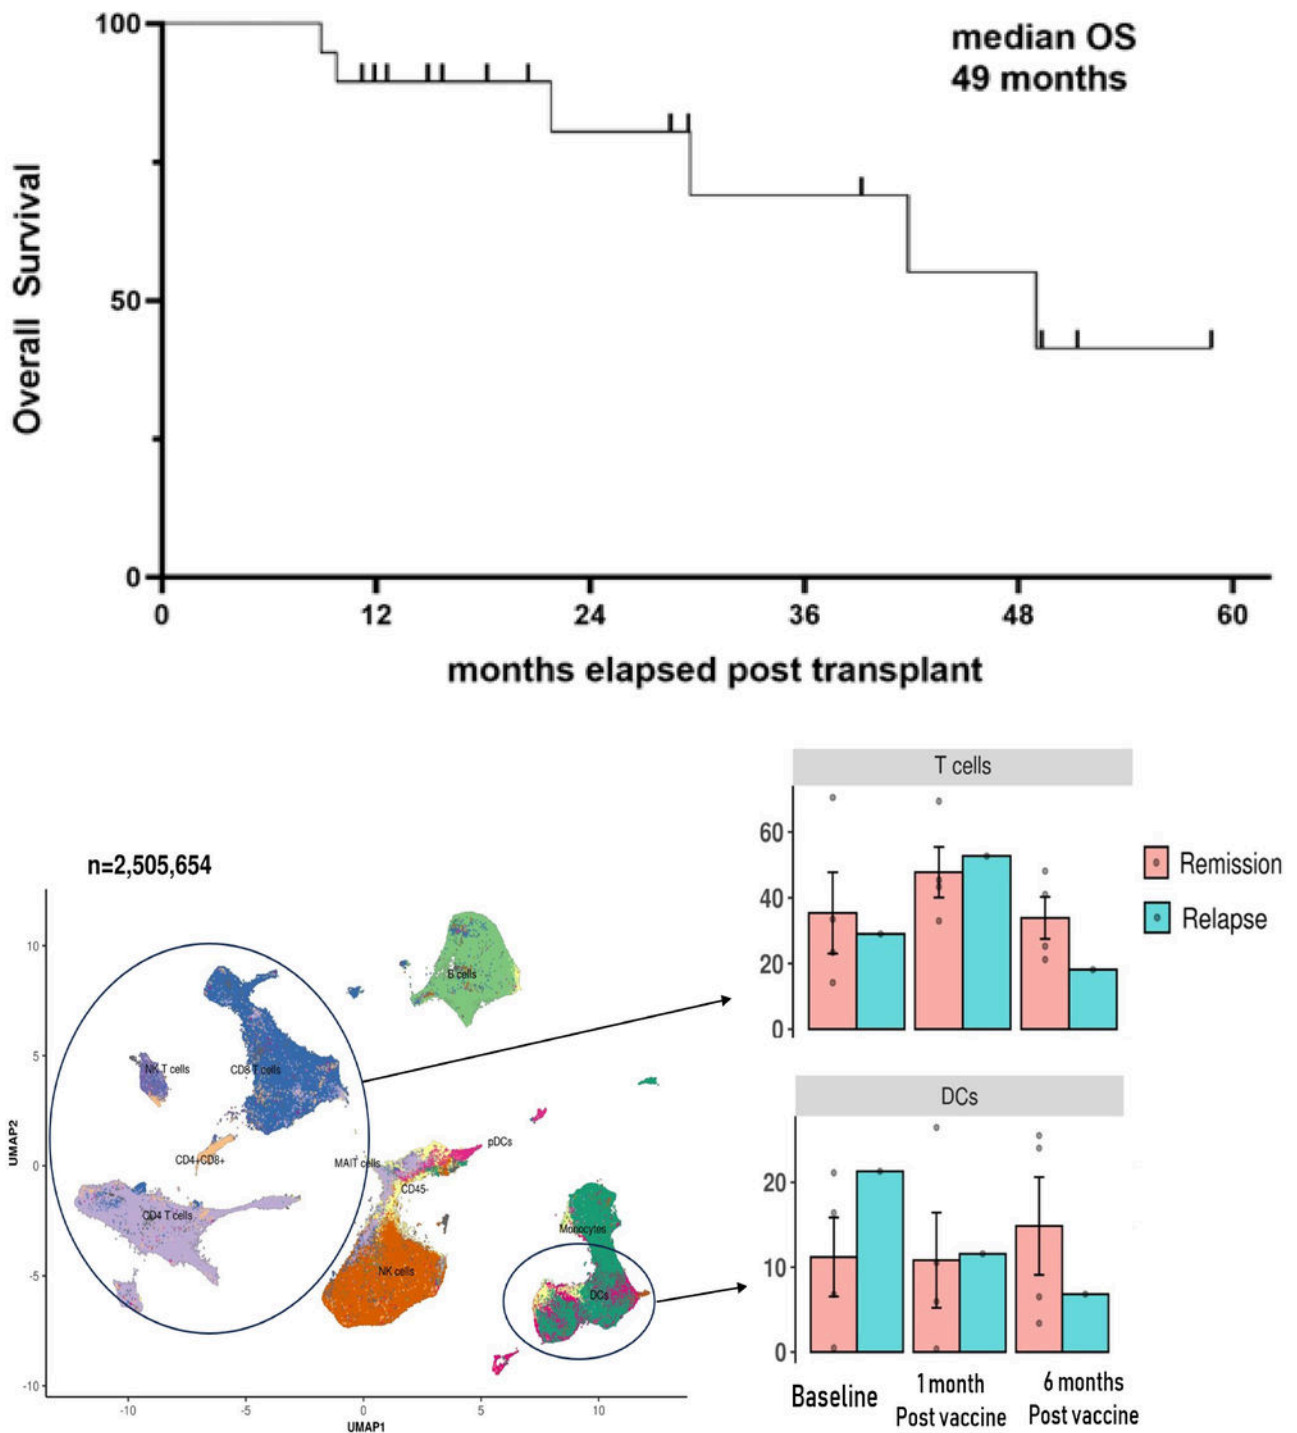 median OS
49 months
100
50
0
Overall Survival
0 12 24 36 48 60
months elapsed post transplant
n=2,505,654
10
5
0
-5
-10
UMAP2
-10 -5 0 5 10
UMAP1
B cells
NK T cells
CD8 T cells
CD4+CD8+
CD4 T cells
MAIT cells
pDCs
CD45-
NK cells
Monocytes
DCs
T cells
60
40
20
0
Remission
Relapse
DCs
20
10
0
Baseline
1 month
Post vaccine
6 months
Post vaccine